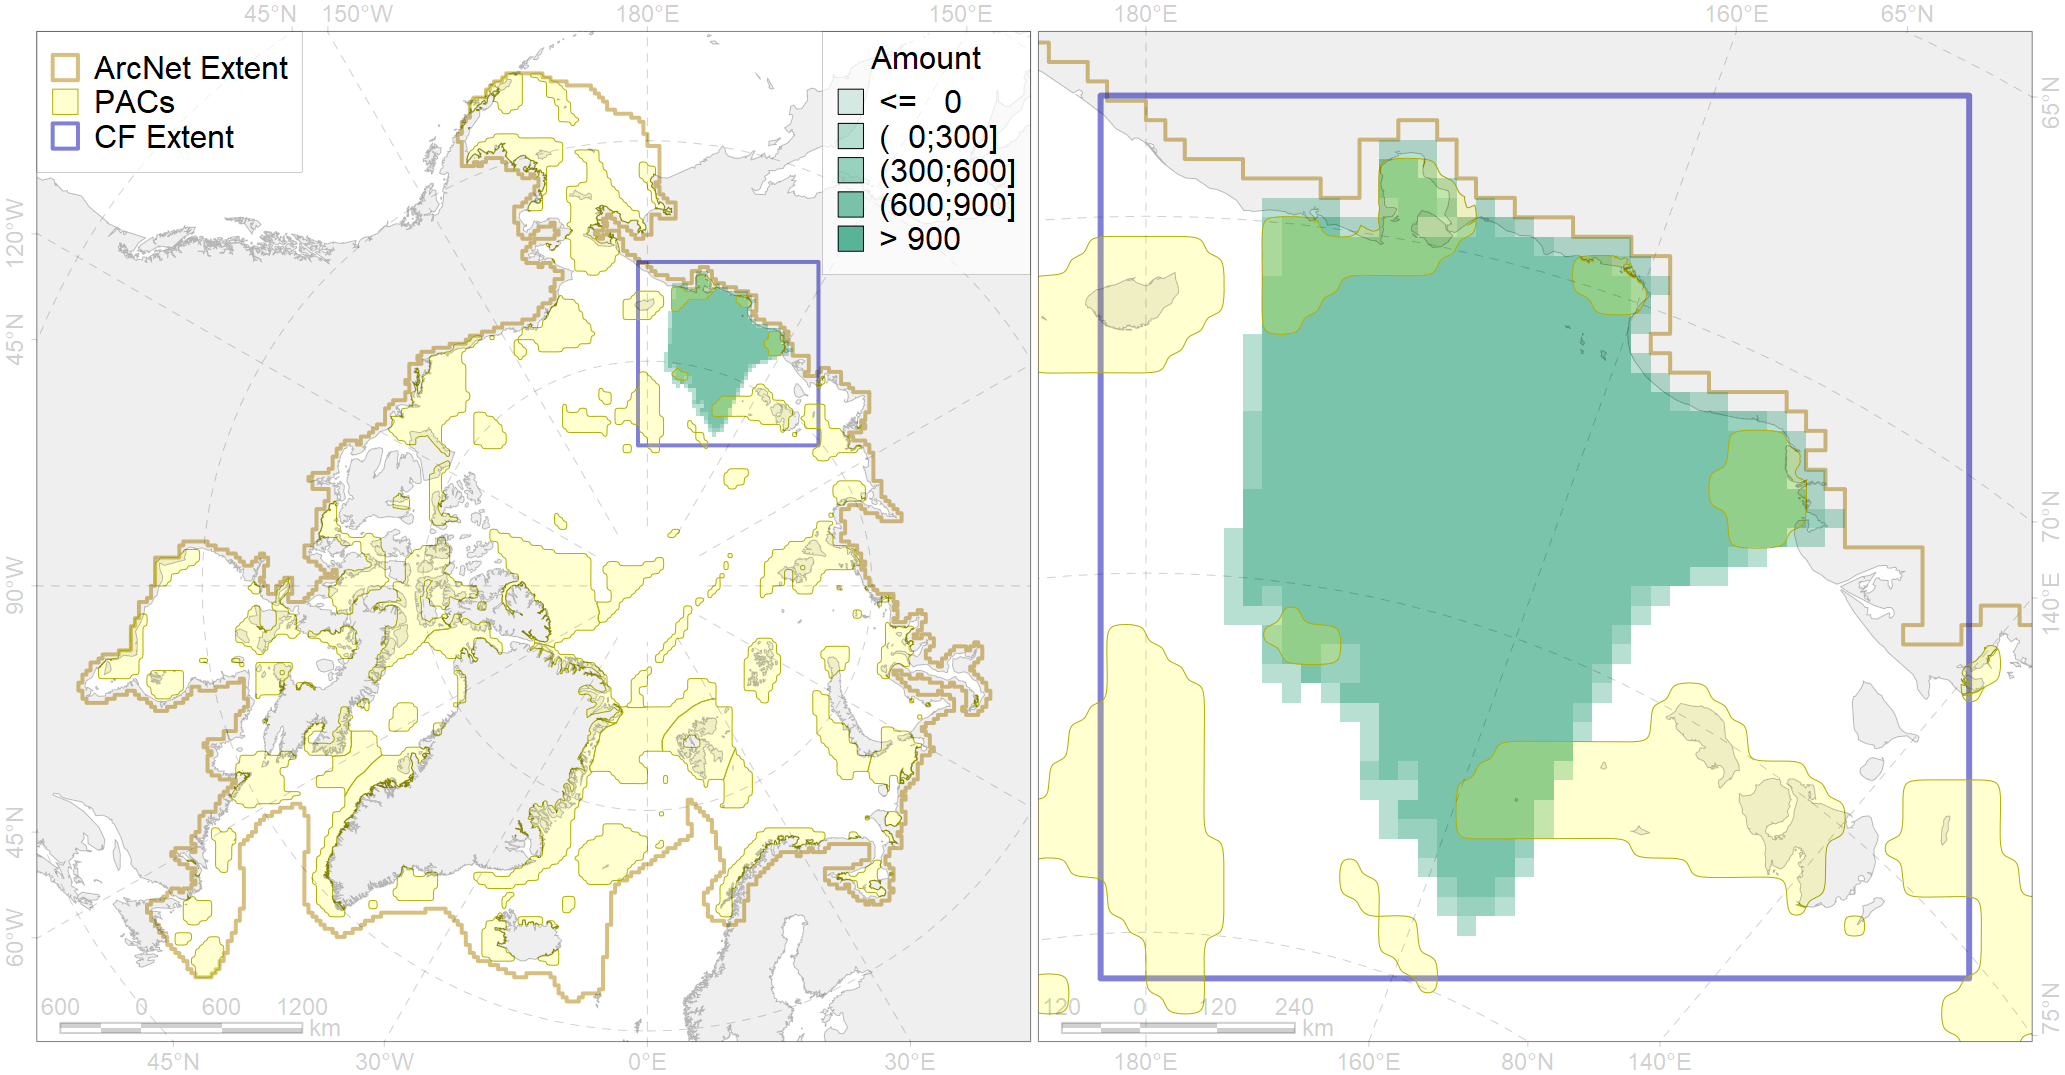 45°N 150°W 180°E 150°E 180°E 160°E 65°N
ArcNet Extent
PACs
CF Extent
Amount
<= 0
( 0;300]
(300;600]
(600;900]
> 900
120°W
45°N
90°W
45°N
60°W
65°N
70°N
140°E
75°N
600 0 600 1200
km
120 0 120 240
km
45°N 30°W 0°E 30°E 180°E 160°E 80°N 140°E